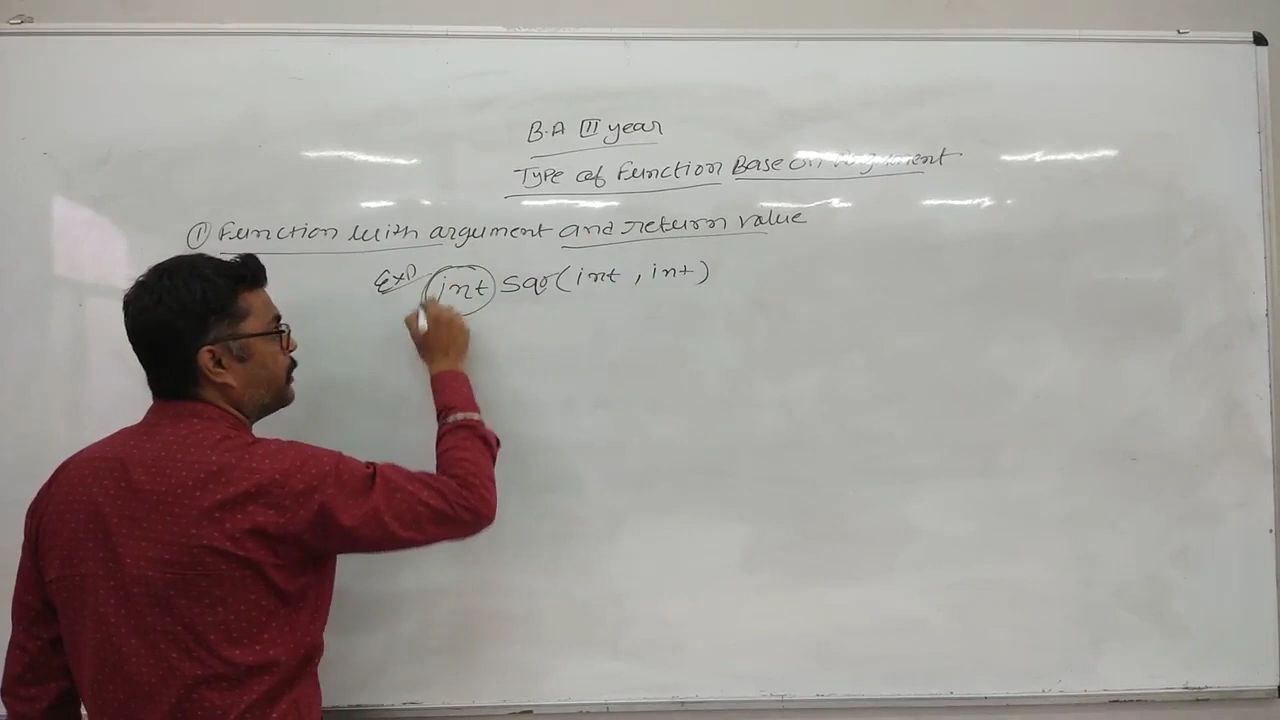 B.A II year
Type of Function Base on Argument
① Function with argument and return value
Exp int sqr(int , int)